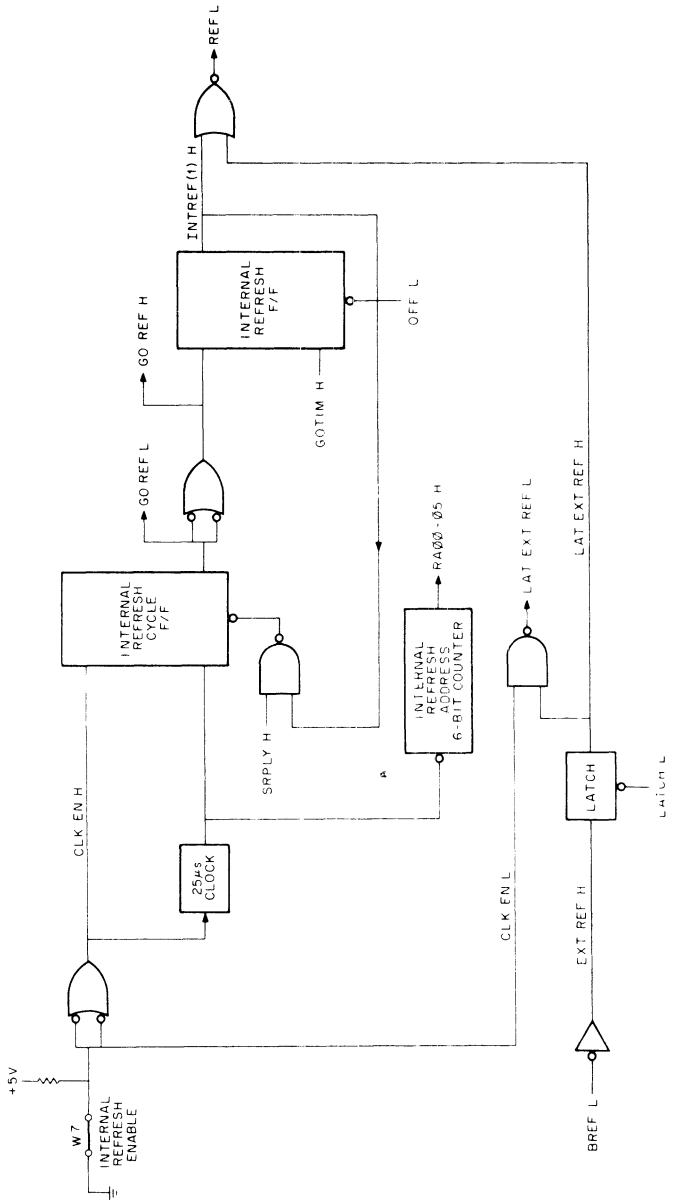 +5V
W7
INTERNAL
REFRESH
ENABLE
CLK EN H
25µs
CLOCK
INTERNAL
REFRESH
CYCLE
F/F
SRPLY H
GO REF L
GO REF H
GOTIM H
INTERNAL
REFRESH
F/F
OFF L
INTREF(1) H
REF L
INTERNAL
REFRESH
ADDRESS
6-BIT COUNTER
RAØØ-Ø5 H
CLK EN L
LAT EXT REF L
BREF L
EXT REF H
LATCH
LATCH L
LAT EXT REF H